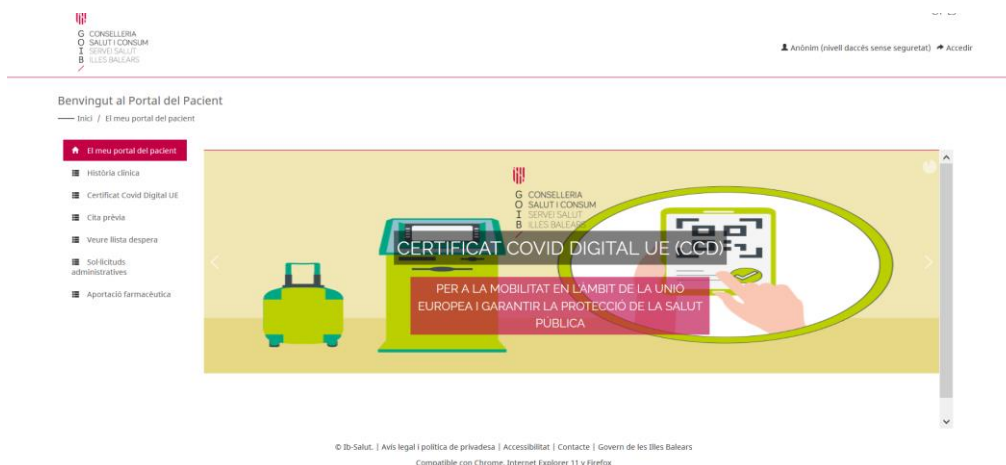 G CONSELLERIA
O SALUT I CONSUM
I SERVEI SALUT
B ILLES BALEARS
Anònim (nivell daccés sense seguretat) Accedir
Benvingut al Portal del Pacient
Inici / El meu portal del pacient
El meu portal del pacient
Història clínica
Certificat Covid Digital UE
Cita prèvia
Veure llista despera
Sol·licituds
administratives
Aportació farmacèutica
G CONSELLERIA
O SALUT I CONSUM
I SERVEI SALUT
B ILLES BALEARS
CERTIFICAT COVID DIGITAL UE (CCD)
PER A LA MOBILITAT EN L'ÀMBIT DE LA UNIÓ
EUROPEA I GARANTIR LA PROTECCIÓ DE LA SALUT
PÚBLICA
© Ib-Salut. | Avís legal i política de privadesa | Accessibilitat | Contacte | Govern de les Illes Balears
Compatible con Chrome, Internet Explorer 11 y Firefox